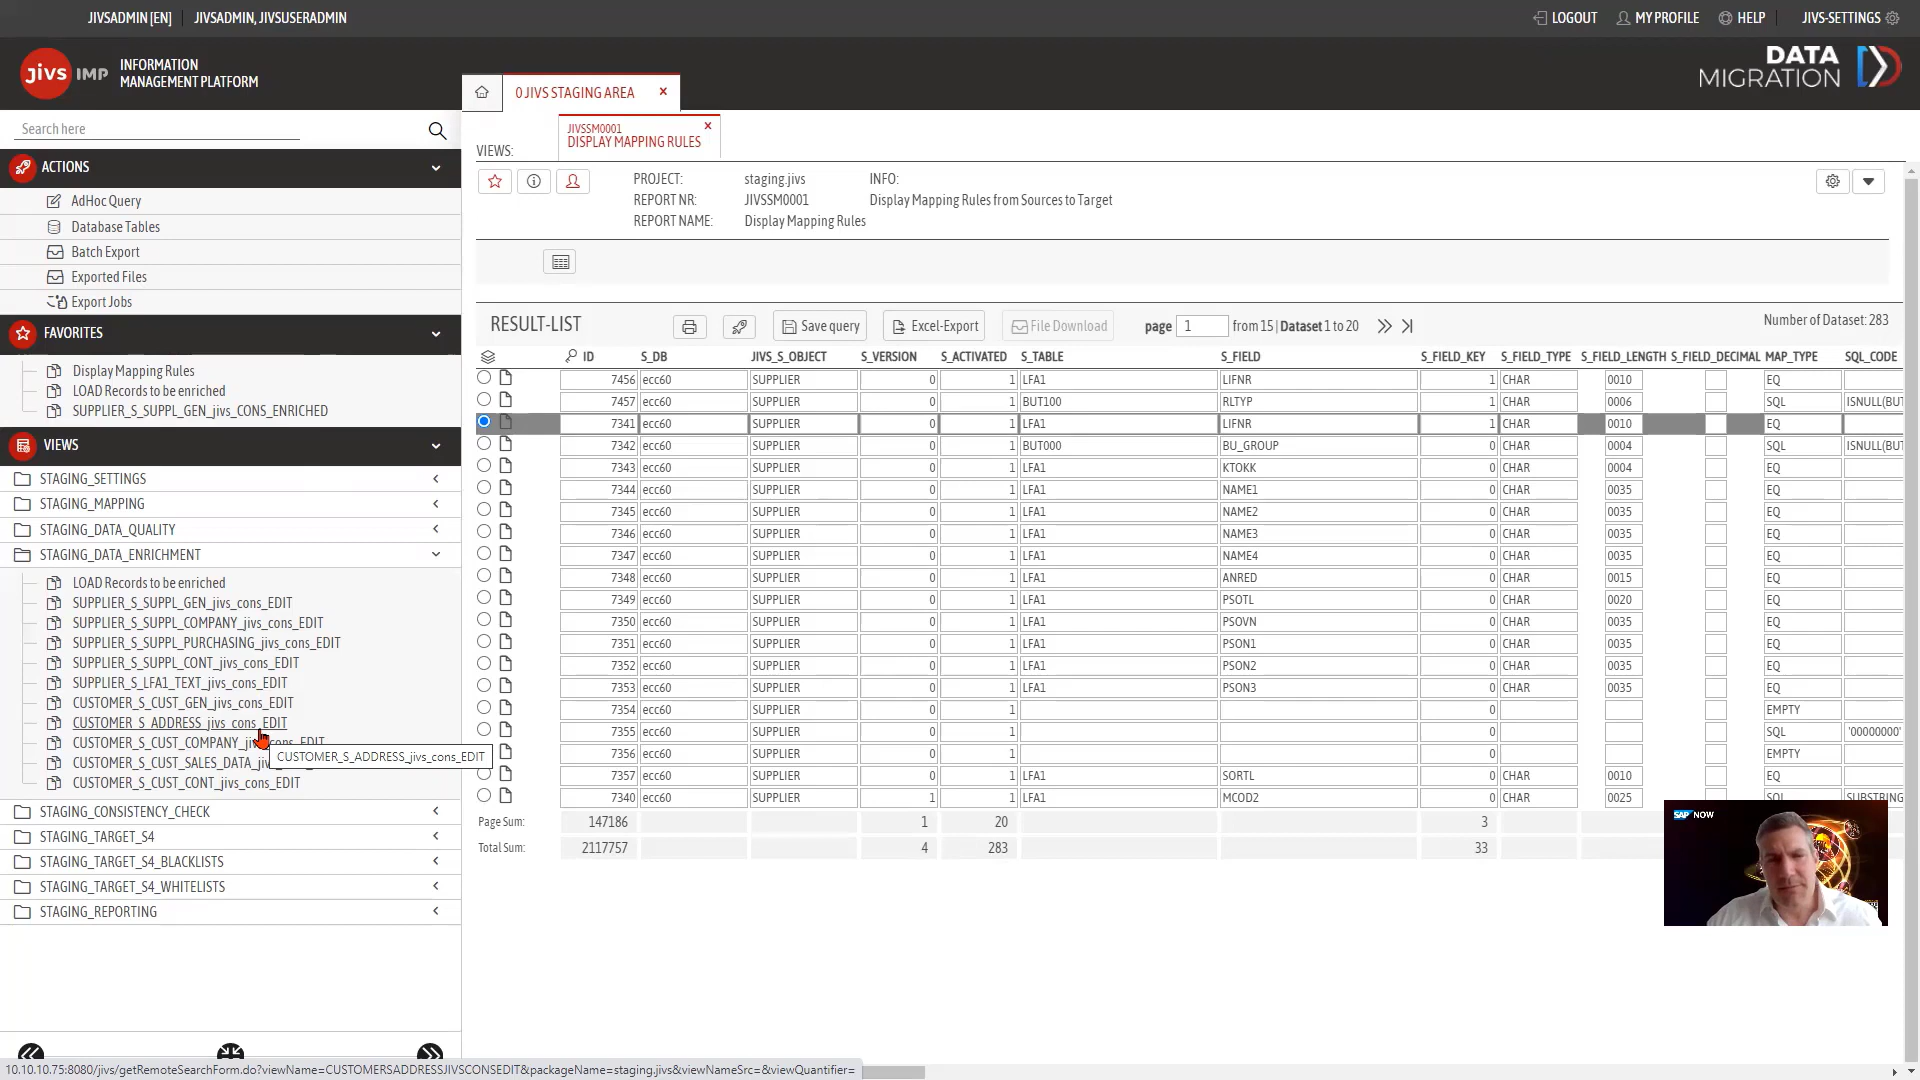 JIVSADMIN [EN] JIVSADMIN, JIVSUSERADMIN LOGOUT MY PROFILE HELP JIVS-SETTINGS
jivs IMP INFORMATION
MANAGEMENT PLATFORM
DATA
MIGRATION
0 JIVS STAGING AREA x
Search here
ACTIONS
AdHoc Query
Database Tables
Batch Export
Exported Files
Export Jobs
FAVORITES
Display Mapping Rules
LOAD Records to be enriched
SUPPLIER_S_SUPPL_GEN_jivs_CONS_ENRICHED
VIEWS
STAGING_SETTINGS
STAGING_MAPPING
STAGING_DATA_QUALITY
STAGING_DATA_ENRICHMENT
LOAD Records to be enriched
SUPPLIER_S_SUPPL_GEN_jivs_cons_EDIT
SUPPLIER_S_SUPPL_COMPANY_jivs_cons_EDIT
SUPPLIER_S_SUPPL_PURCHASING_jivs_cons_EDIT
SUPPLIER_S_SUPPL_CONT_jivs_cons_EDIT
SUPPLIER_S_LFA1_TEXT_jivs_cons_EDIT
CUSTOMER_S_CUST_GEN_jivs_cons_EDIT
CUSTOMER_S_ADDRESS_jivs_cons_EDIT
CUSTOMER_S_CUST_COMPANY_ji cons_EDIT
CUSTOMER_S_ADDRESS_jivs_cons_EDIT
CUSTOMER_S_CUST_SALES_DATA_ji
CUSTOMER_S_CUST_CONT_jivs_cons_EDIT
STAGING_CONSISTENCY_CHECK
STAGING_TARGET_S4
STAGING_TARGET_S4_BLACKLISTS
STAGING_TARGET_S4_WHITELISTS
STAGING_REPORTING
VIEWS:
JIVSSM0001 x
DISPLAY MAPPING RULES
PROJECT: staging.jivs INFO:
REPORT NR: JIVSSM0001 Display Mapping Rules from Sources to Target
REPORT NAME: Display Mapping Rules
RESULT-LIST Save query Excel-Export File Download page 1 from 15 | Dataset 1 to 20 Number of Dataset: 283
ID S_DB JIVS_S_OBJECT S_VERSION S_ACTIVATED S_TABLE S_FIELD S_FIELD_KEY S_FIELD_TYPE S_FIELD_LENGTH S_FIELD_DECIMAL MAP_TYPE SQL_CODE
7456 ecc60 SUPPLIER 0 1 LFA1 LIFNR 1 CHAR 0010 EQ
7457 ecc60 SUPPLIER 0 1 BUT100 RLTYP 1 CHAR 0006 SQL ISNULL(BUT
7341 ecc60 SUPPLIER 0 1 LFA1 LIFNR 1 CHAR 0010 EQ
7342 ecc60 SUPPLIER 0 1 BUT000 BU_GROUP 0 CHAR 0004 SQL ISNULL(BUT
7343 ecc60 SUPPLIER 0 1 LFA1 KTOKK 0 CHAR 0004 EQ
7344 ecc60 SUPPLIER 0 1 LFA1 NAME1 0 CHAR 0035 EQ
7345 ecc60 SUPPLIER 0 1 LFA1 NAME2 0 CHAR 0035 EQ
7346 ecc60 SUPPLIER 0 1 LFA1 NAME3 0 CHAR 0035 EQ
7347 ecc60 SUPPLIER 0 1 LFA1 NAME4 0 CHAR 0035 EQ
7348 ecc60 SUPPLIER 0 1 LFA1 ANRED 0 CHAR 0015 EQ
7349 ecc60 SUPPLIER 0 1 LFA1 PSOTL 0 CHAR 0020 EQ
7350 ecc60 SUPPLIER 0 1 LFA1 PSOVN 0 CHAR 0035 EQ
7351 ecc60 SUPPLIER 0 1 LFA1 PSON1 0 CHAR 0035 EQ
7352 ecc60 SUPPLIER 0 1 LFA1 PSON2 0 CHAR 0035 EQ
7353 ecc60 SUPPLIER 0 1 LFA1 PSON3 0 CHAR 0035 EQ
7354 ecc60 SUPPLIER 0 1 0 EMPTY
7355 ecc60 SUPPLIER 0 1 0 SQL '00000000'
7356 ecc60 SUPPLIER 0 1 0 EMPTY
7357 ecc60 SUPPLIER 0 1 LFA1 SORTL 0 CHAR 0010 EQ
7340 ecc60 SUPPLIER 1 1 LFA1 MCOD2 0 CHAR 0025 SQL SUBSTRING
Page Sum: 147186 1 20 3
Total Sum: 2117757 4 283 33
SAP NOW
10.10.10.75:8080/jivs/getRemoteSearchForm.do?viewName=CUSTOMERSADDRESSJIVSCONSEDIT&packageName=staging.jivs&viewNameSrc=&viewQuantifier=